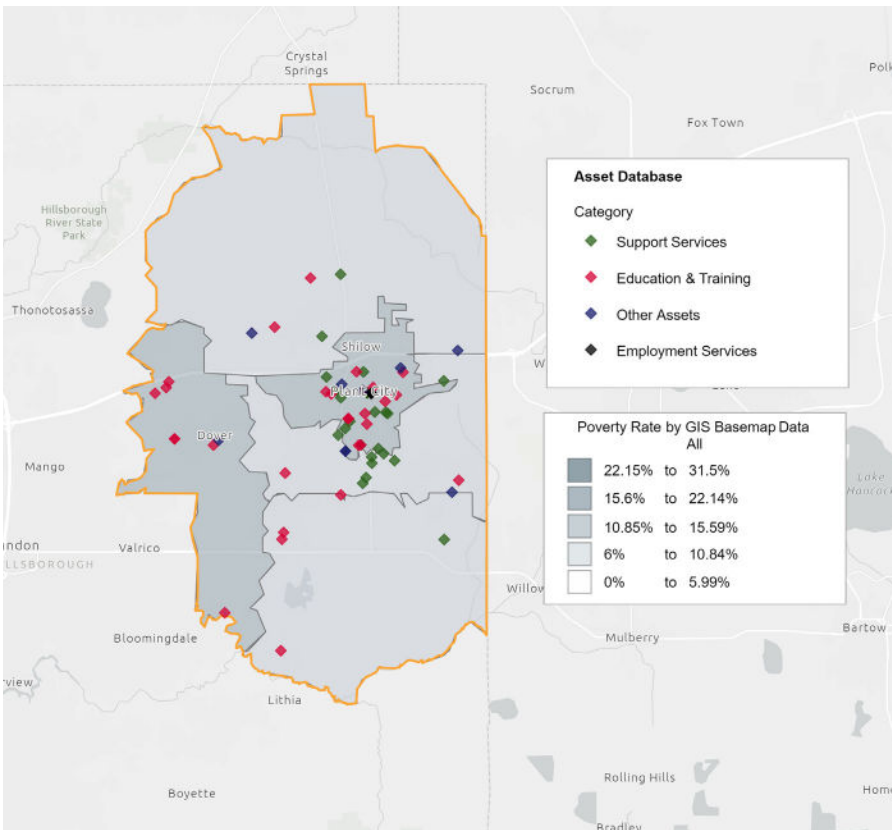 Crystal
Springs
Socrum
Polk
Fox Town
Hillsborough
River State
Park
Thonotosassa
Asset Database
Category
Support Services
Education & Training
Other Assets
Employment Services
Shilow
Plant City
Dover
Mango
Poverty Rate by GIS Basemap Data
All
22.15% to 31.5%
15.6% to 22.14%
10.85% to 15.59%
6% to 10.84%
0% to 5.99%
Lake
Hancock
ndon
Valrico
LLSBOROUGH
Willow
Bloomingdale
Mulberry
Bartow
rview
Lithia
Boyette
Rolling Hills
Home
Bradley